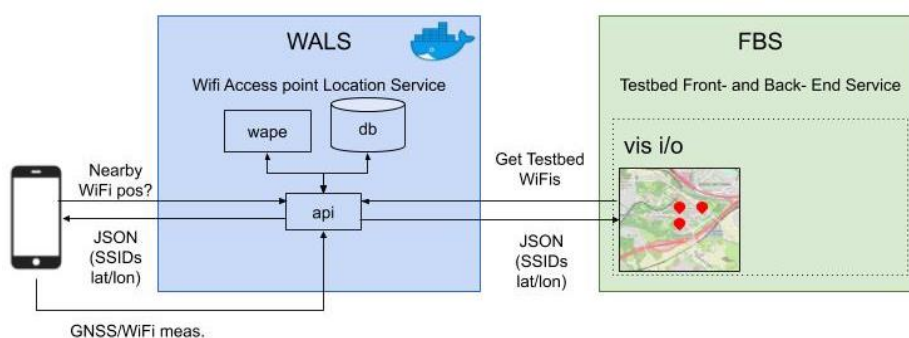 WALS
Wifi Access point Location Service
wape
db
api
Nearby
WiFi pos?
JSON
(SSIDs
lat/lon)
GNSS/WiFi meas.
Get Testbed
WiFis
JSON
(SSIDs
lat/lon)
FBS
Testbed Front- and Back- End Service
vis i/o